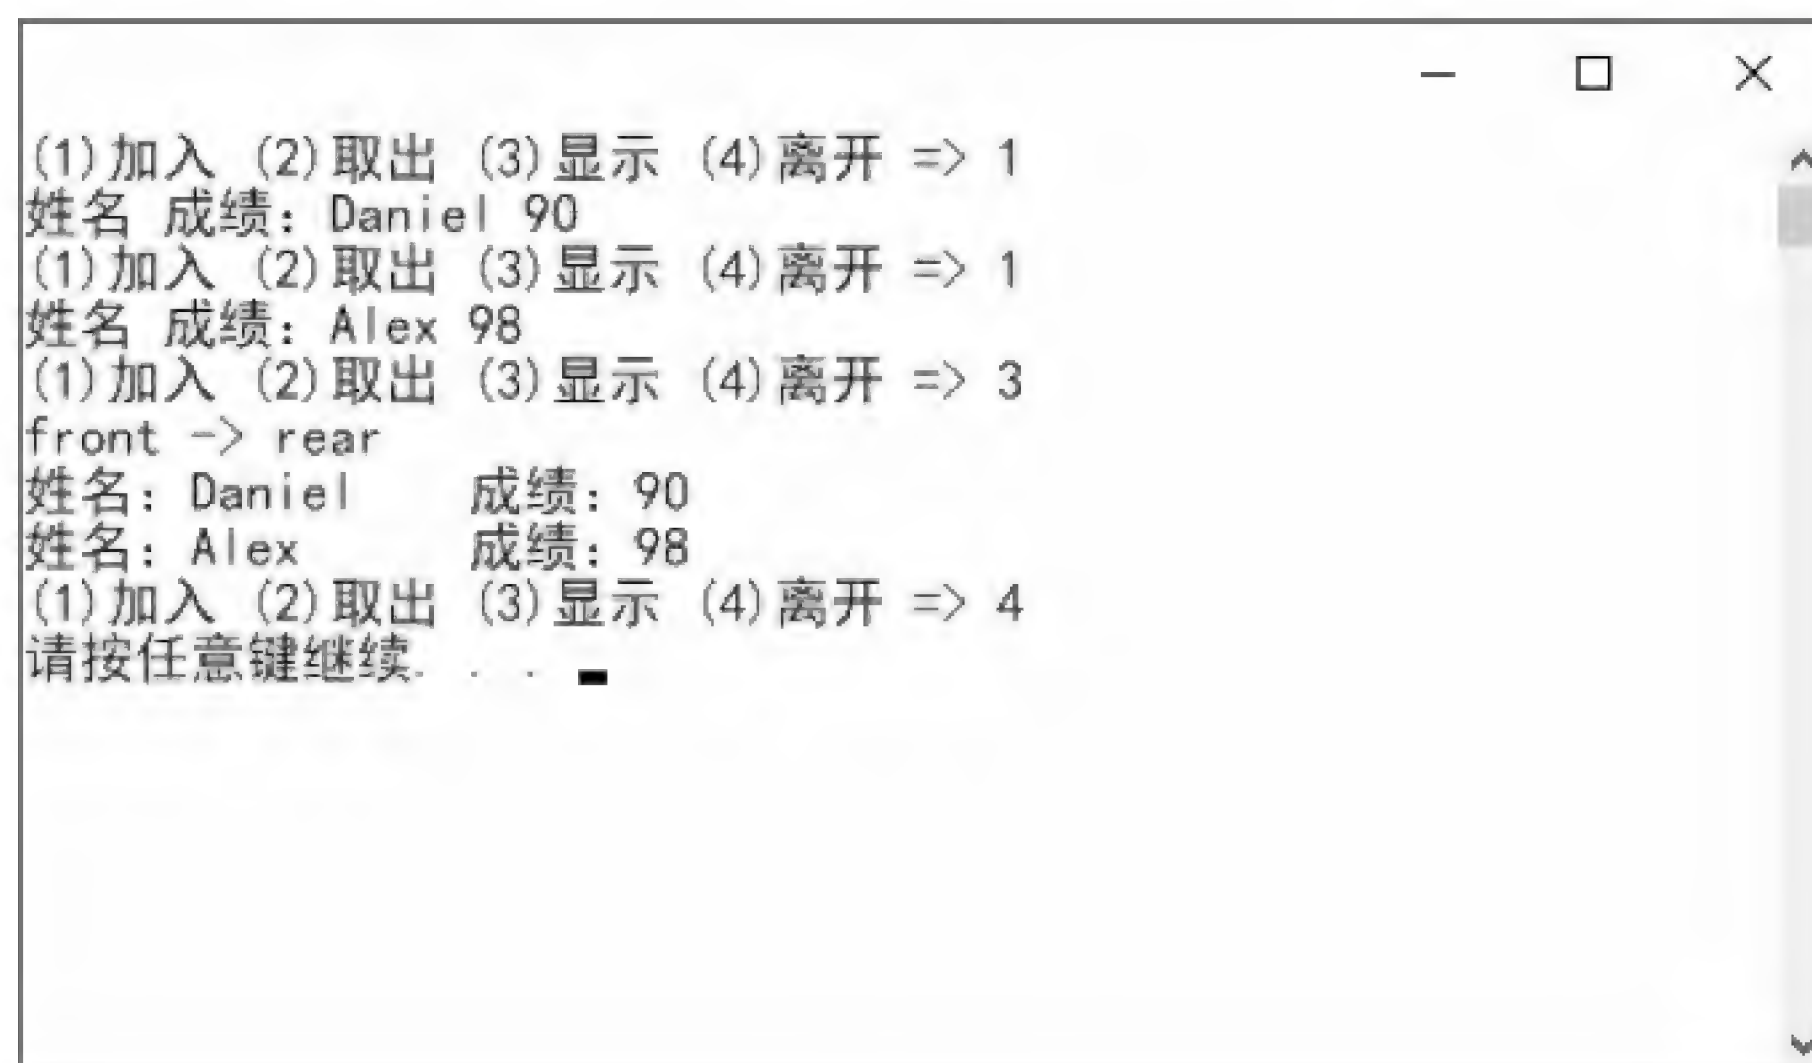 (1)加入 (2)取出 (3)显示 (4)离开 => 1
姓名 成绩: Daniel 90
(1)加入 (2)取出 (3)显示 (4)离开 => 1
姓名 成绩: Alex 98
(1)加入 (2)取出 (3)显示 (4)离开 => 3
front -> rear
姓名: Daniel    成绩: 90
姓名: Alex      成绩: 98
(1)加入 (2)取出 (3)显示 (4)离开 => 4
请按任意键继续. . .